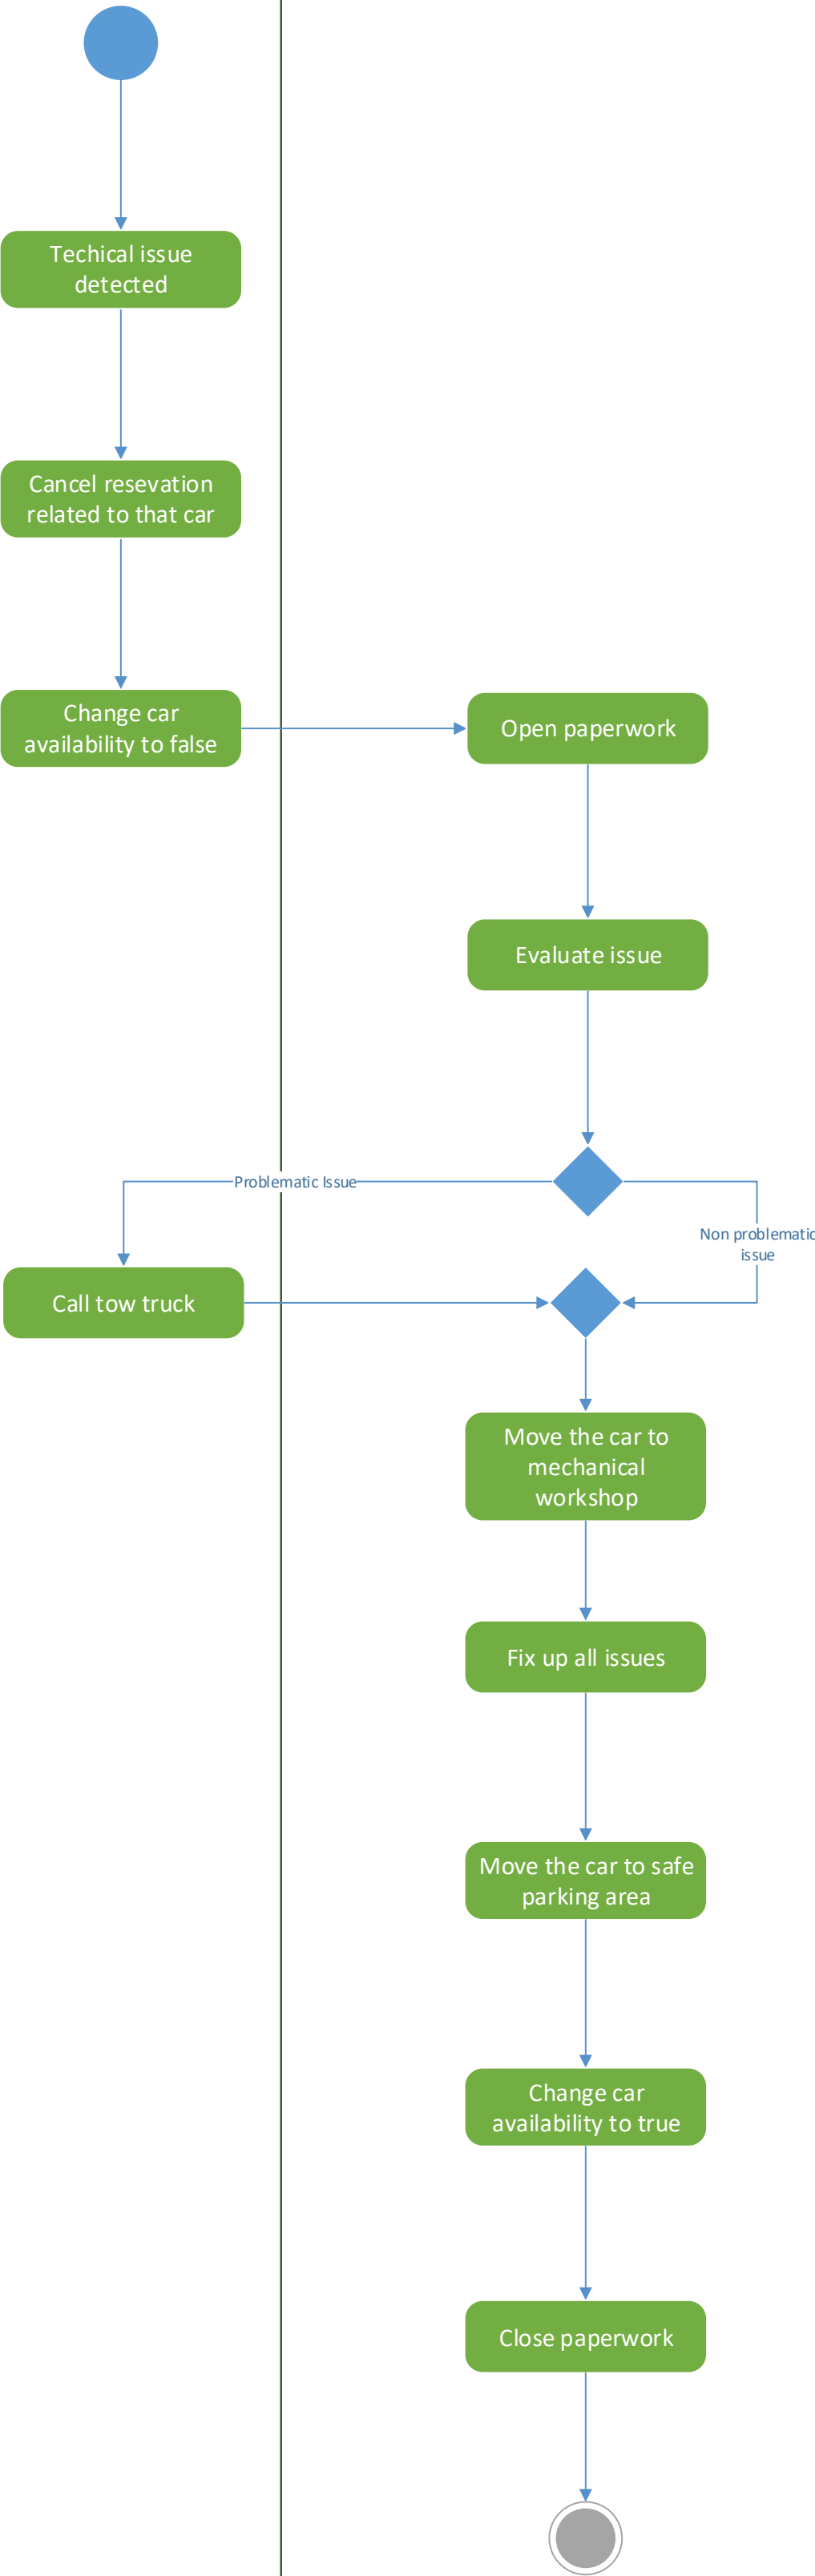 Techical issue
detected
Cancel resevation
related to that car
Change car
availability to false
Open paperwork
Evaluate issue
Problematic Issue
Non problematic
issue
Call tow truck
Move the car to
mechanical
workshop
Fix up all issues
Move the car to safe
parking area
Change car
availability to true
Close paperwork